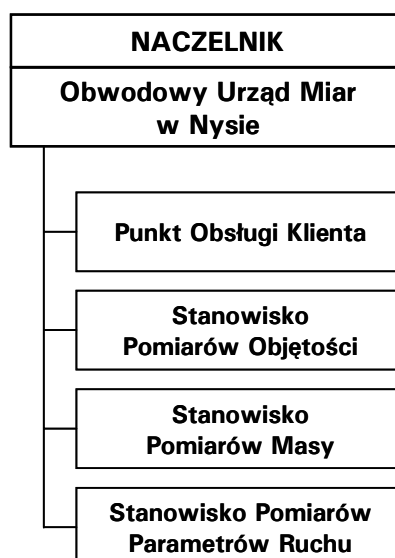 NACZELNIK
Obwodowy Urząd Miar
w Nysie
Punkt Obsługi Klienta
Stanowisko
Pomiarów Objętości
Stanowisko
Pomiarów Masy
Stanowisko Pomiarów
Parametrów Ruchu